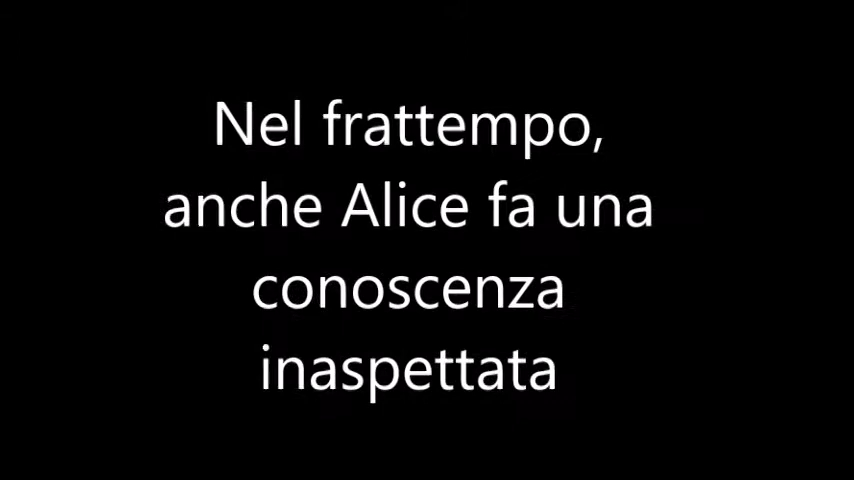 Nel frattempo,
anche Alice fa una
conoscenza
inaspettata